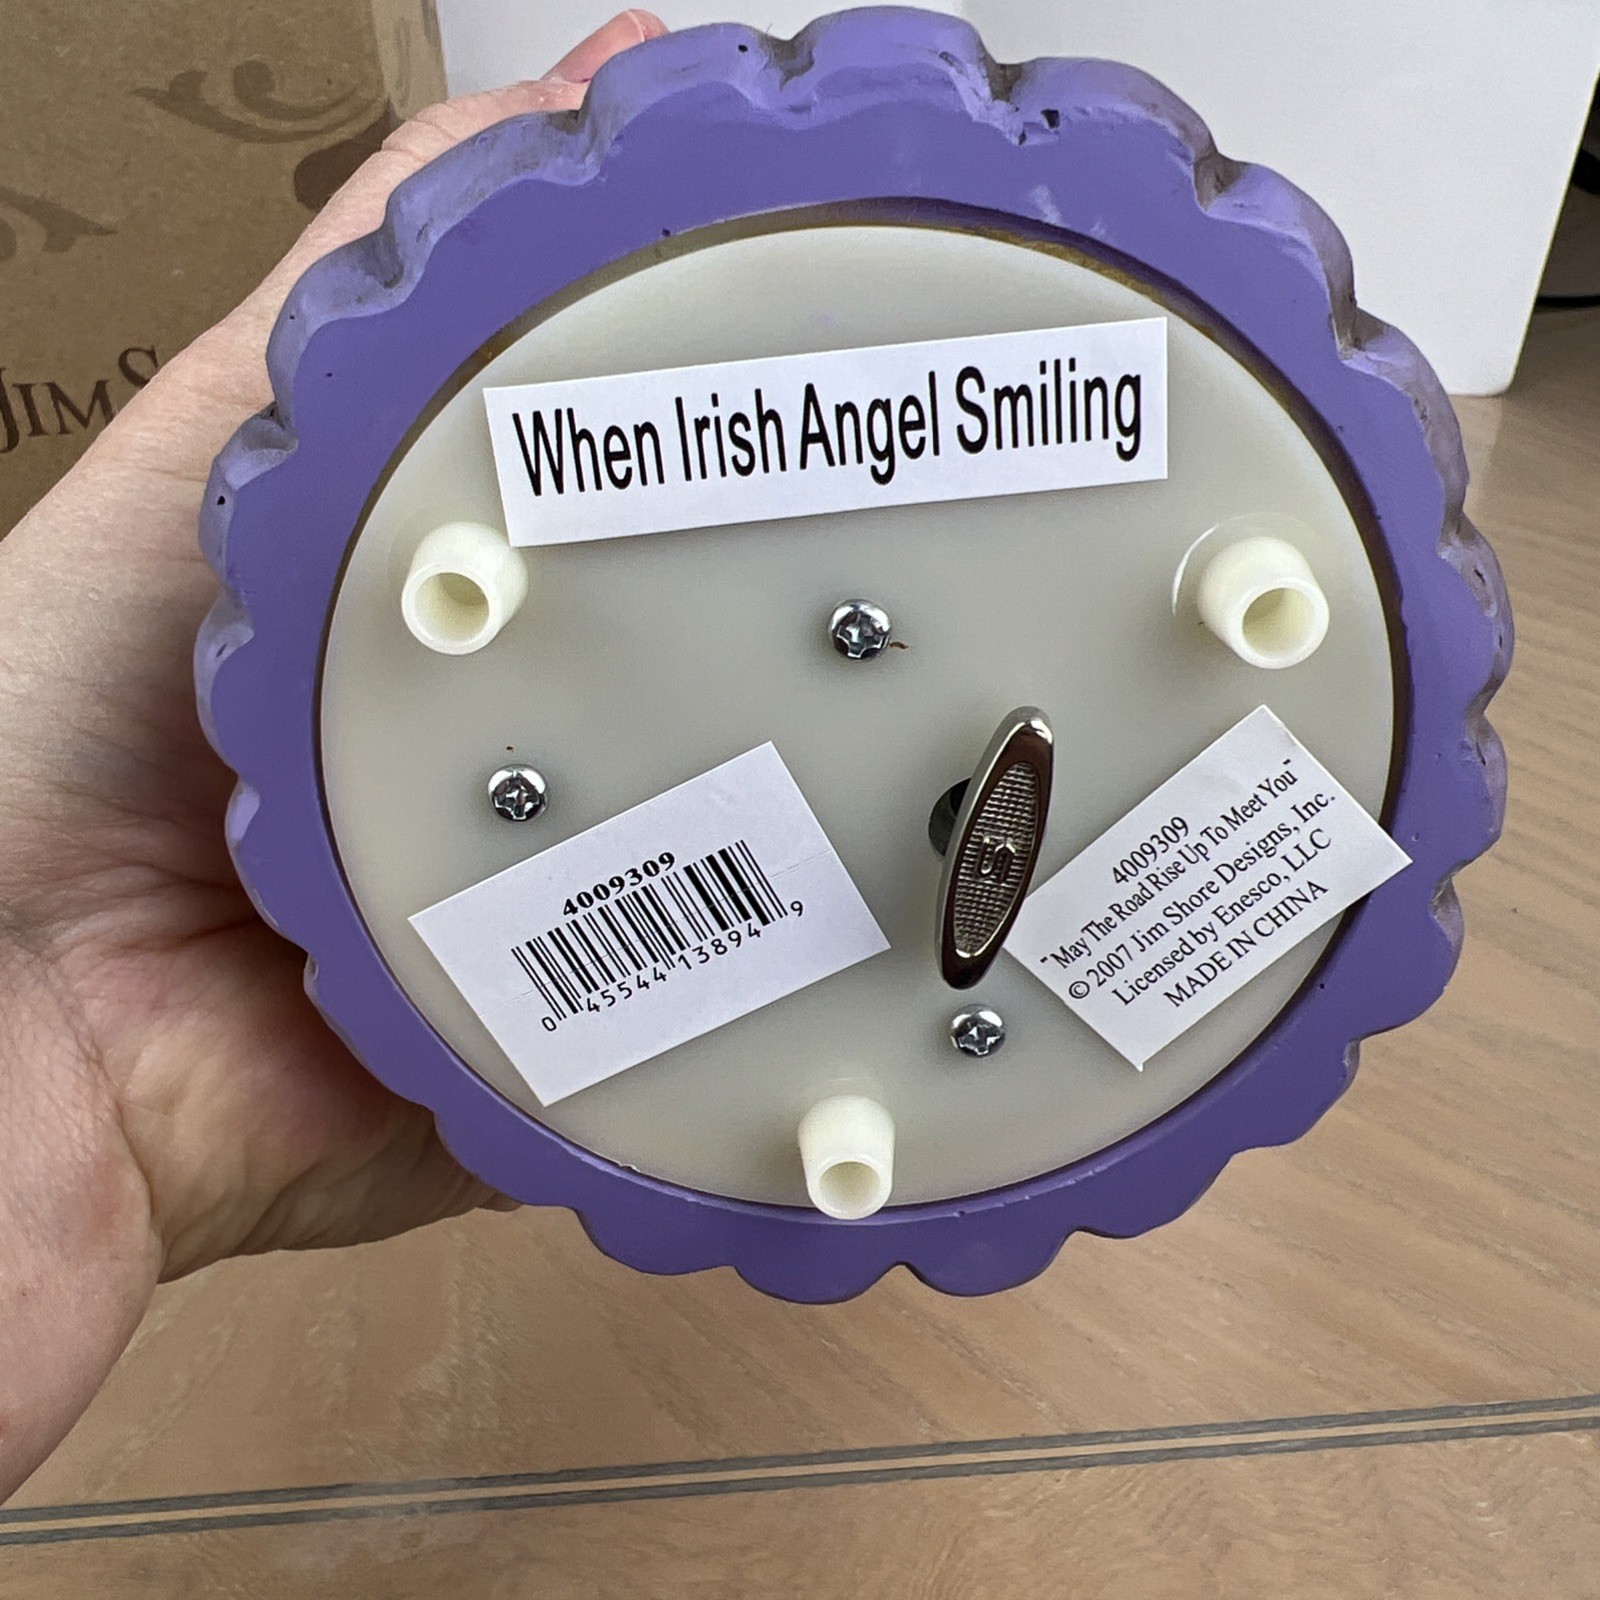 JIM S
When Irish Angel Smiling
4009309
0 45544 13894 9
4009309
"May The Road Rise Up To Meet You"
© 2007 Jim Shore Designs, Inc.
Licensed by Enesco, LLC
MADE IN CHINA